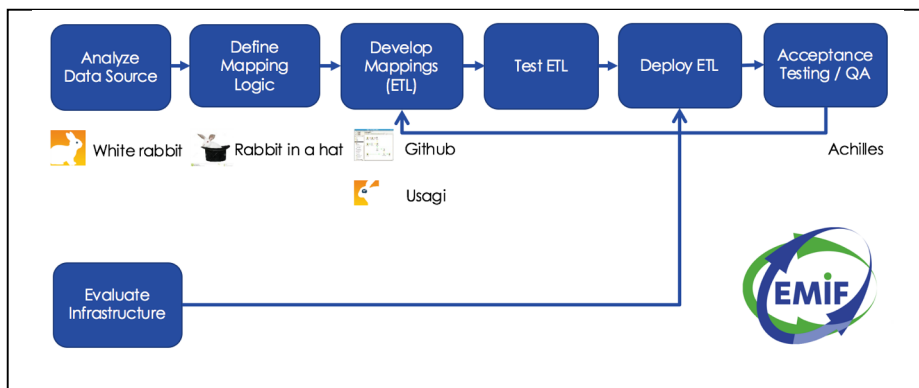 Analyze
Data Source
Define
Mapping
Logic
Develop
Mappings
(ETL)
Test ETL
Deploy ETL
Acceptance
Testing / QA
White rabbit
Rabbit in a hat
Github
Usagi
Achilles
Evaluate
Infrastructure
EMiF